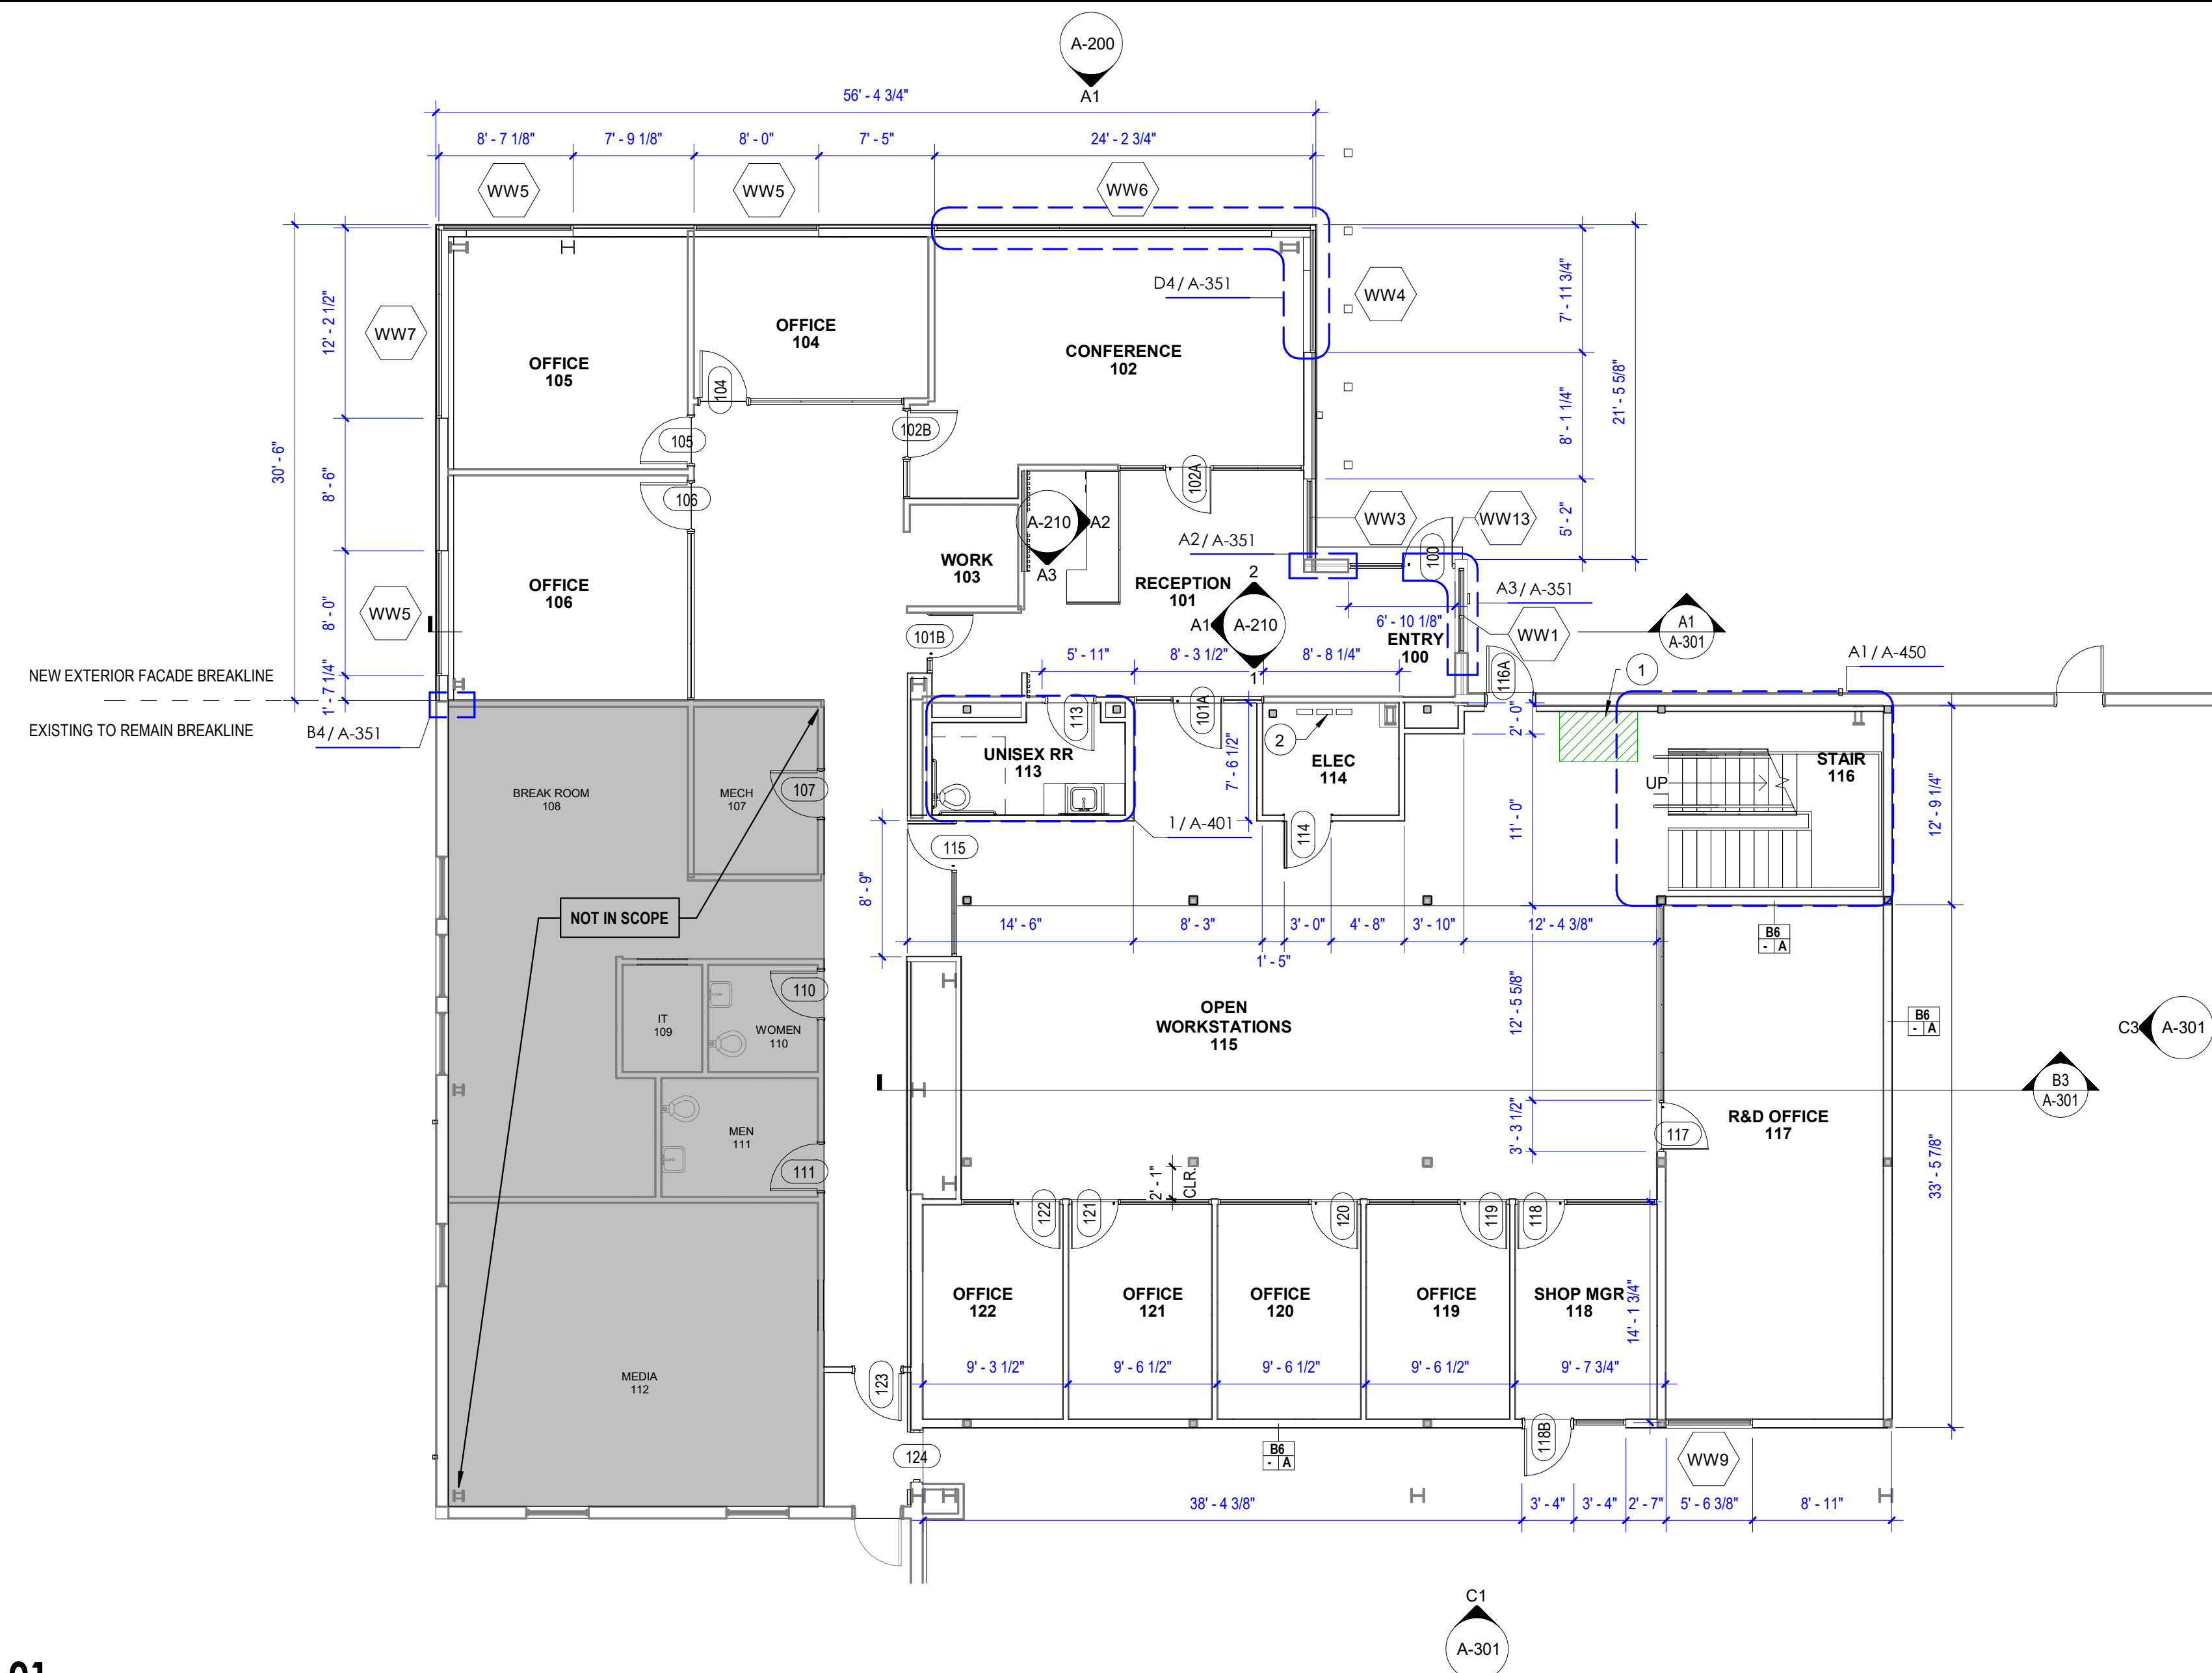 A-200
A1
56' - 4 3/4"
8' - 7 1/8"
7' - 9 1/8"
8' - 0"
7' - 5"
24' - 2 3/4"
WW5
WW5
WW6
D4 / A-351
WW4
7' - 11 3/4"
12' - 2 1/2"
WW7
OFFICE
105
OFFICE
104
CONFERENCE
102
104
105
102B
8' - 1 1/4"
21' - 5 5/8"
30' - 6"
8' - 6"
106
102A
A-210
A2
A3
WW3
WW13
5' - 2"
A2 / A-351
100
WORK
103
RECEPTION
101
2
A1
A-210
1
A3 / A-351
OFFICE
106
WW5
8' - 0"
101B
6' - 10 1/8"
ENTRY
100
WW1
A1
A-301
5' - 11"
8' - 3 1/2"
8' - 8 1/4"
116A
1
A1 / A-450
NEW EXTERIOR FACADE BREAKLINE
1' - 7 1/4"
EXISTING TO REMAIN BREAKLINE
B4 / A-351
113
101A
2' - 0"
2
UNISEX RR
113
7' - 6 1/2"
ELEC
114
STAIR
116
UP
BREAK ROOM
108
MECH
107
107
1 / A-401
114
11' - 0"
12' - 9 1/4"
115
8' - 9"
NOT IN SCOPE
14' - 6"
8' - 3"
3' - 0"
4' - 8"
3' - 10"
12' - 4 3/8"
1' - 5"
B6
- A
110
IT
109
WOMEN
110
OPEN
WORKSTATIONS
115
12' - 5 5/8"
B6
- A
C3
A-301
B3
A-301
MEN
111
111
3' - 3 1/2"
117
R&D OFFICE
117
2' - 1"
CLR.
33' - 5 7/8"
122
121
120
119
118
OFFICE
122
OFFICE
121
OFFICE
120
OFFICE
119
SHOP MGR
118
14' - 1 3/4"
MEDIA
112
123
9' - 3 1/2"
9' - 6 1/2"
9' - 6 1/2"
9' - 6 1/2"
9' - 7 3/4"
124
B6
- A
118B
WW9
38' - 4 3/8"
3' - 4"
3' - 4"
2' - 7"
5' - 6 3/8"
8' - 11"
C1
A-301
01